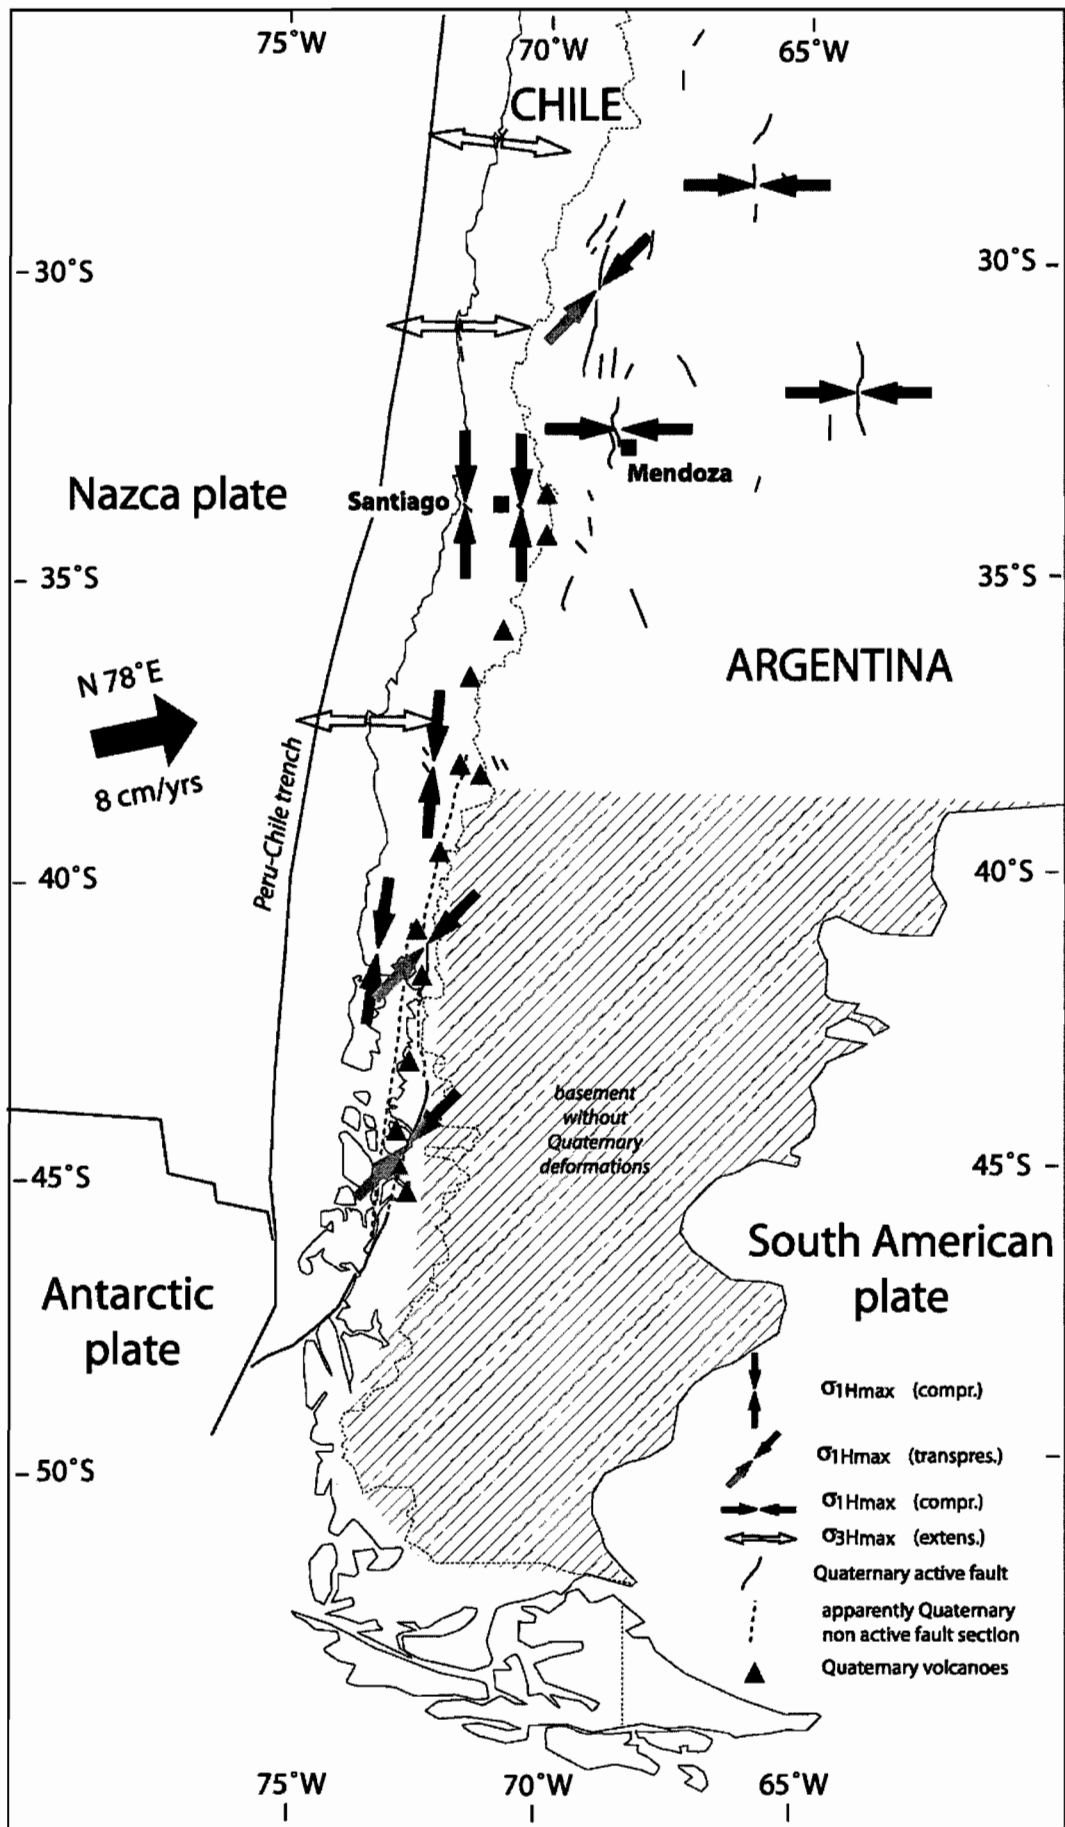 75°W
70°W
65°W
CHILE
30°S
30°S
Mendoza
Nazca plate
Santiago
35°S
35°S
ARGENTINA
N 78°E
8 cm/yrs
Peru-Chile trench
40°S
40°S
basement
without
Quaternary
deformations
45°S
45°S
South American
plate
Antarctic
plate
σ1Hmax (compr.)
σ1Hmax (transpres.)
50°S
σ1Hmax (compr.)
σ3Hmax (extens.)
Quaternary active fault
apparently Quaternary
non active fault section
Quaternary volcanoes
75°W
70°W
65°W